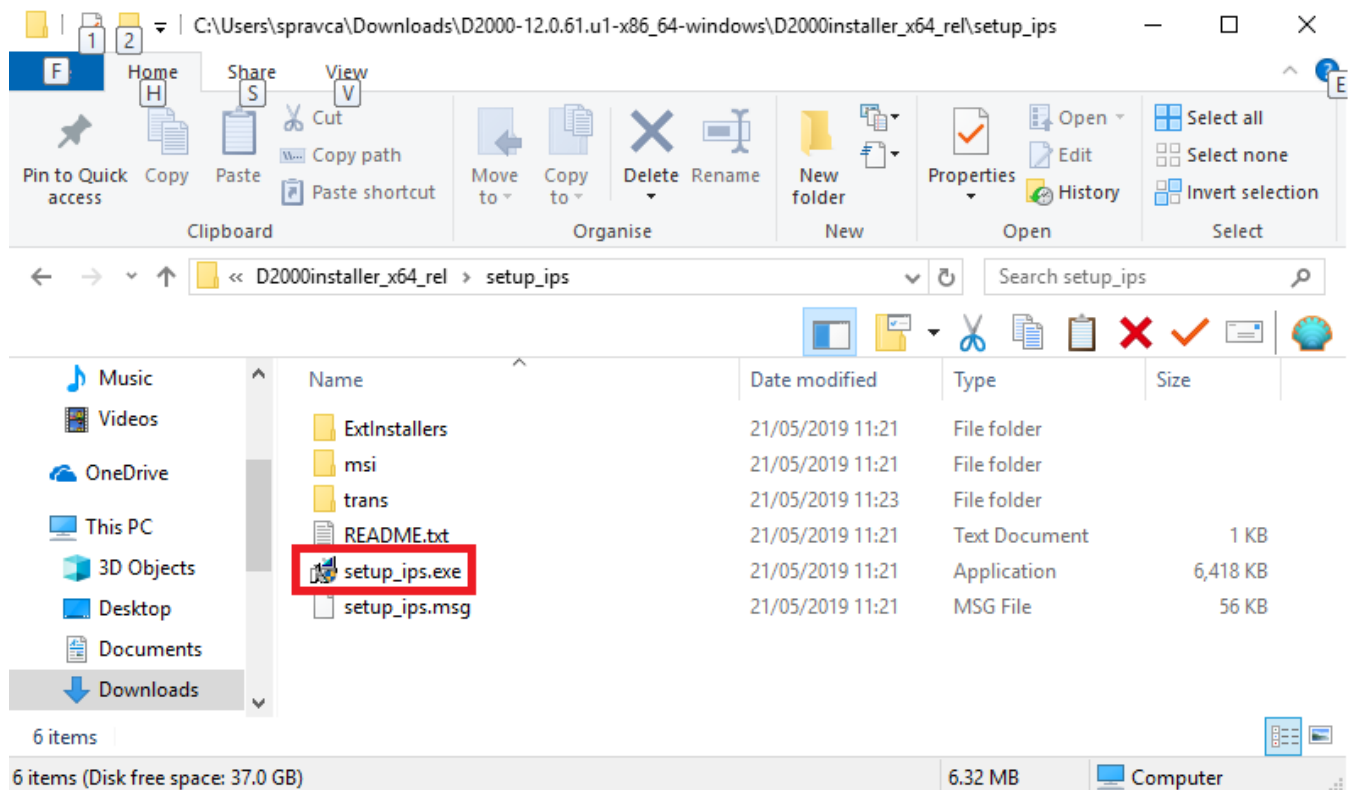 C:\Users\spravca\Downloads\D2000-12.0.61.u1-x86_64-windows\D2000installer_x64_rel\setup_ips
1 2
F Home Share View E
H S V
Cut
Copy path
Paste shortcut
Pin to Quick access
Copy
Paste
Clipboard
Move to
Copy to
Delete
Rename
Organise
New folder
New
Properties
Open
Edit
History
Open
Select all
Select none
Invert selection
Select
« D2000installer_x64_rel > setup_ips
Search setup_ips
Music
Videos
OneDrive
This PC
3D Objects
Desktop
Documents
Downloads
Name Date modified Type Size
ExtInstallers 21/05/2019 11:21 File folder
msi 21/05/2019 11:21 File folder
trans 21/05/2019 11:23 File folder
README.txt 21/05/2019 11:21 Text Document 1 KB
setup_ips.exe 21/05/2019 11:21 Application 6,418 KB
setup_ips.msg 21/05/2019 11:21 MSG File 56 KB
6 items
6 items (Disk free space: 37.0 GB) 6.32 MB Computer